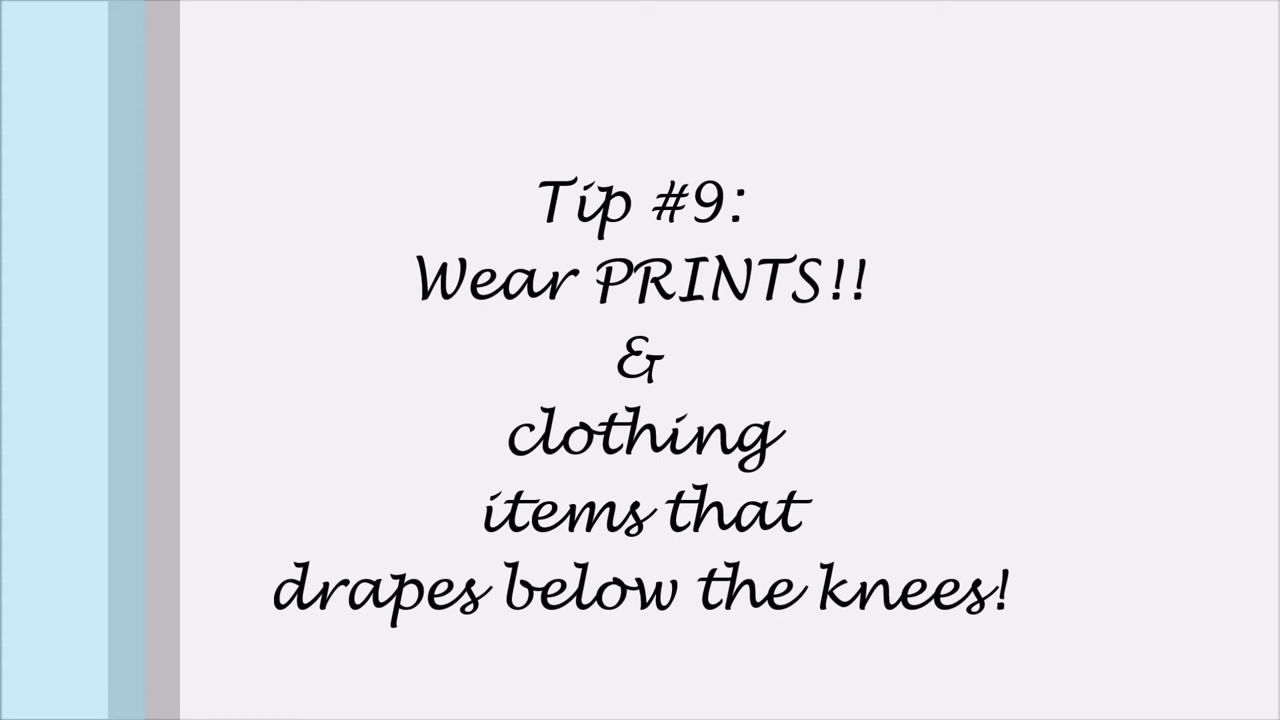 Tip #9:
Wear PRINTS!!
&
clothing
items that
drapes below the knees!